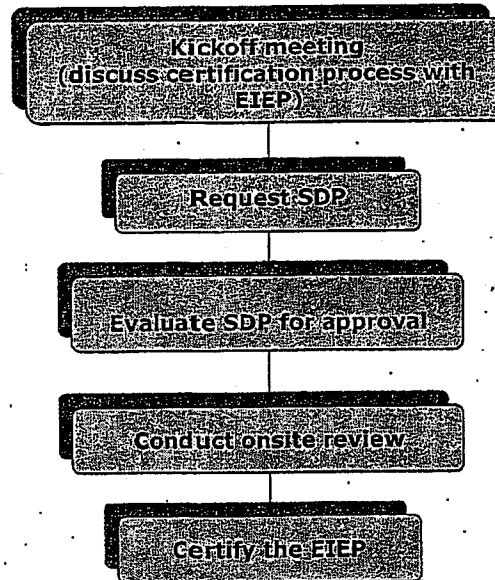 Kickoff meeting
(discuss certification process with
EIEP)
Request SDP
Evaluate SDP for approval
Conduct onsite review
Certify the EIEP